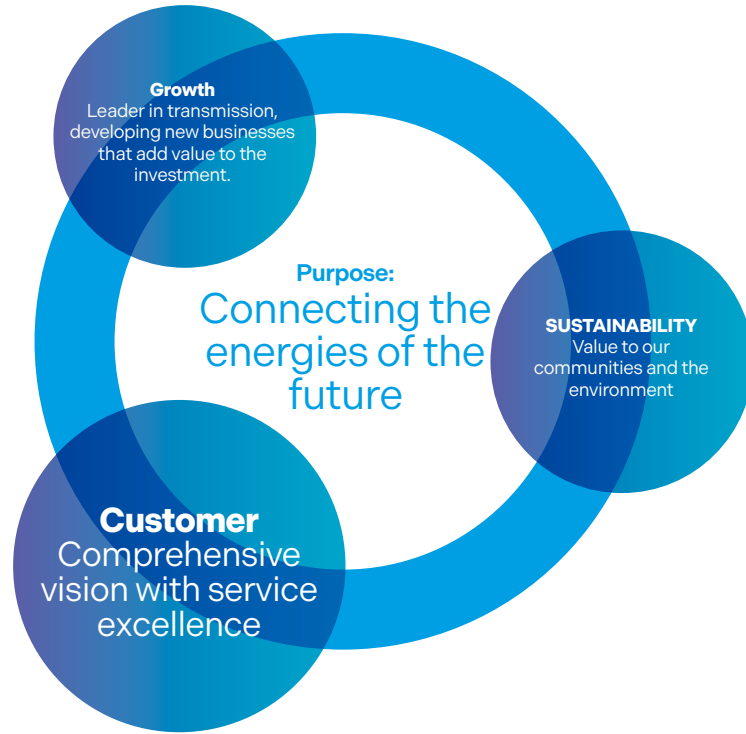 Growth
Leader in transmission,
developing new businesses
that add value to the
investment.
Purpose:
Connecting the
energies of the
future
SUSTAINABILITY
Value to our
communities and the
environment
Customer
Comprehensive
vision with service
excellence